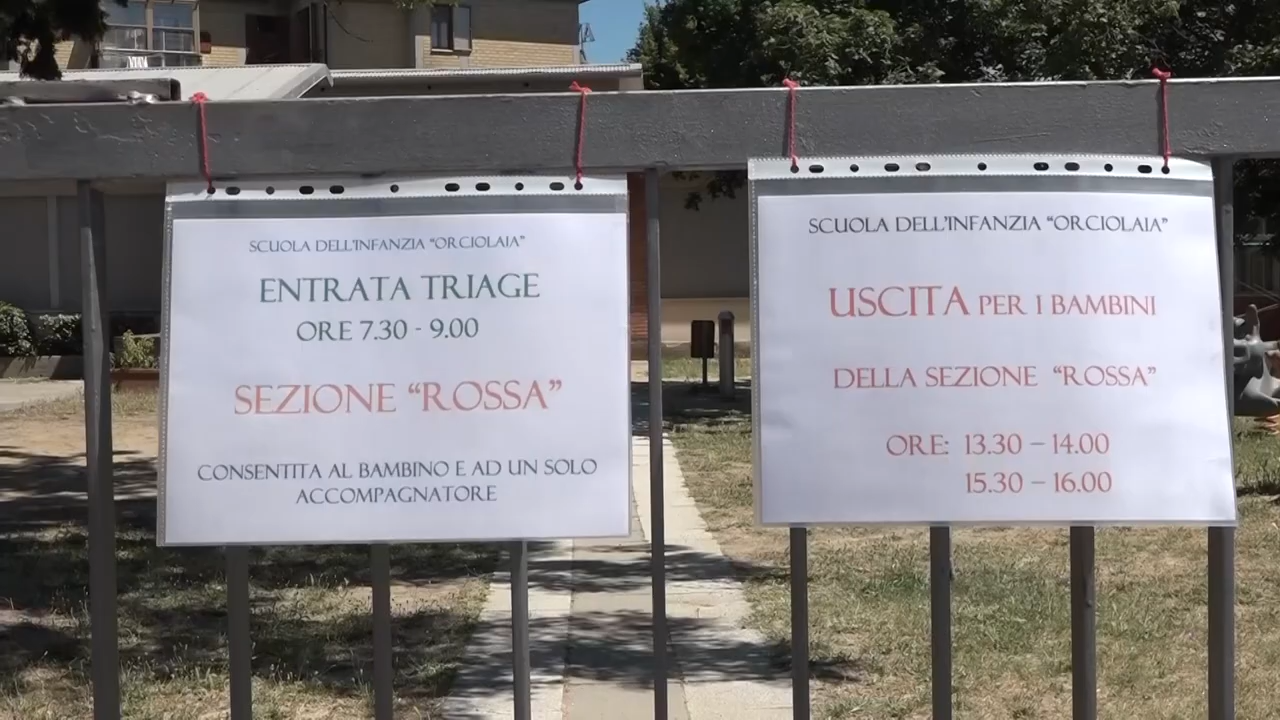 SCUOLA DELL'INFANZIA "ORCIOLAIA"
ENTRATA TRIAGE
ORE 7.30 - 9.00
SEZIONE "ROSSA"
CONSENTITA AL BAMBINO E AD UN SOLO
ACCOMPAGNATORE
SCUOLA DELL'INFANZIA "ORCIOLAIA"
USCITA PER I BAMBINI
DELLA SEZIONE "ROSSA"
ORE: 13.30 – 14.00
15.30 – 16.00